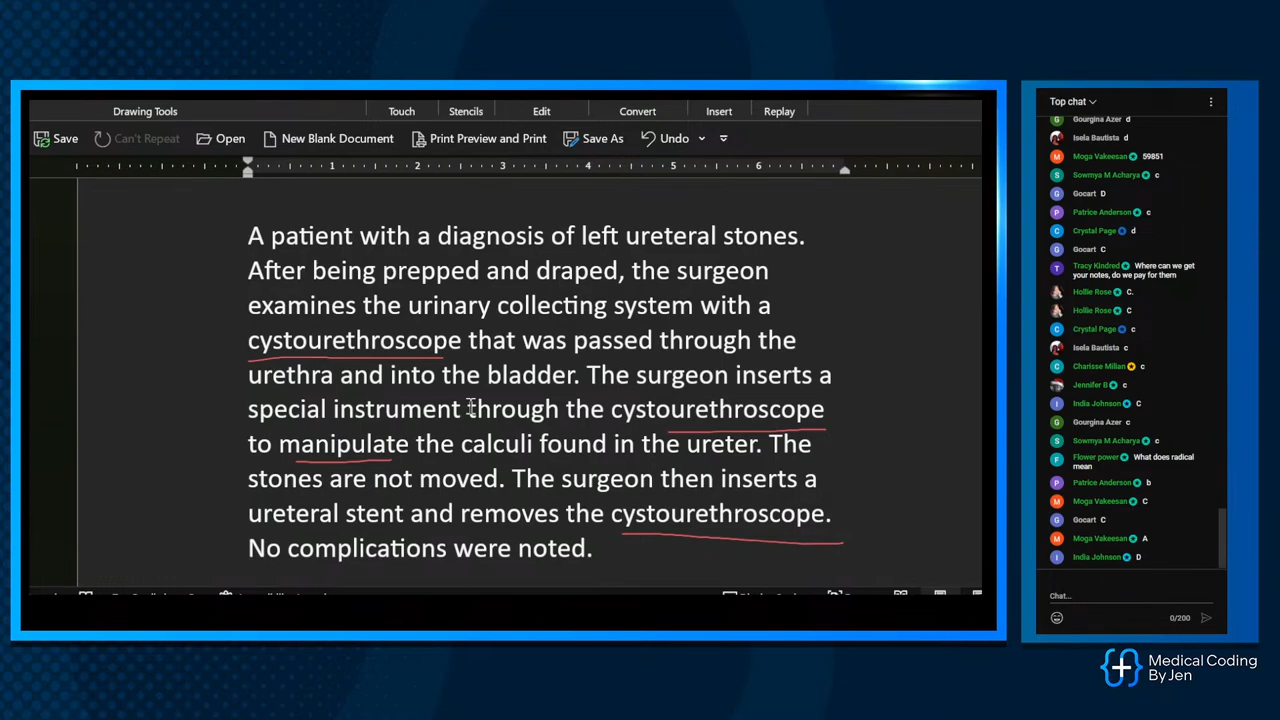 Drawing Tools
Touch
Stencils
Edit
Convert
Insert
Replay
Save
Can't Repeat
Open
New Blank Document
Print Preview and Print
Save As
Undo
1 2 3 4 5 6
A patient with a diagnosis of left ureteral stones.
After being prepped and draped, the surgeon
examines the urinary collecting system with a
cystourethroscope that was passed through the
urethra and into the bladder. The surgeon inserts a
special instrument through the cystourethroscope
to manipulate the calculi found in the ureter. The
stones are not moved. The surgeon then inserts a
ureteral stent and removes the cystourethroscope.
No complications were noted.
Top chat
G Gourgina Azer d
Isela Bautista d
M Moga Vakeesan 59851
S Sowmya M Acharya c
G Gocart D
P Patrice Anderson c
C Crystal Page d
G Gocart C
T Tracy Kindred Where can we get
your notes, do we pay for them
Hollie Rose C.
Hollie Rose C
C Crystal Page c
Isela Bautista c
C Charisse Milian c
Jennifer B c
I India Johnson C
G Gourgina Azer c
S Sowmya M Acharya c
F Flower power What does radical
mean
P Patrice Anderson b
M Moga Vakeesan C
G Gocart C
M Moga Vakeesan A
I India Johnson D
Chat...
0/200
Medical Coding
By Jen